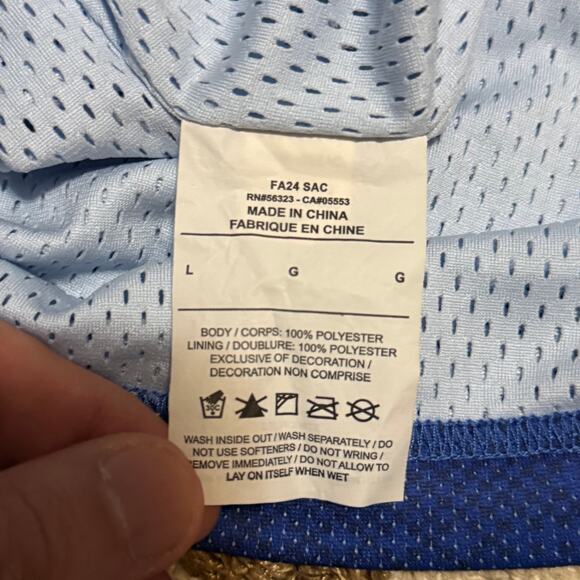 FA24 SAC
RN#56323 - CA#05553
MADE IN CHINA
FABRIQUE EN CHINE
L G G
BODY / CORPS: 100% POLYESTER
LINING / DOUBLURE: 100% POLYESTER
EXCLUSIVE OF DECORATION /
DECORATION NON COMPRISE
30C
WASH INSIDE OUT / WASH SEPARATELY / DO
NOT USE SOFTENERS / DO NOT WRING /
REMOVE IMMEDIATELY / DO NOT ALLOW TO
LAY ON ITSELF WHEN WET